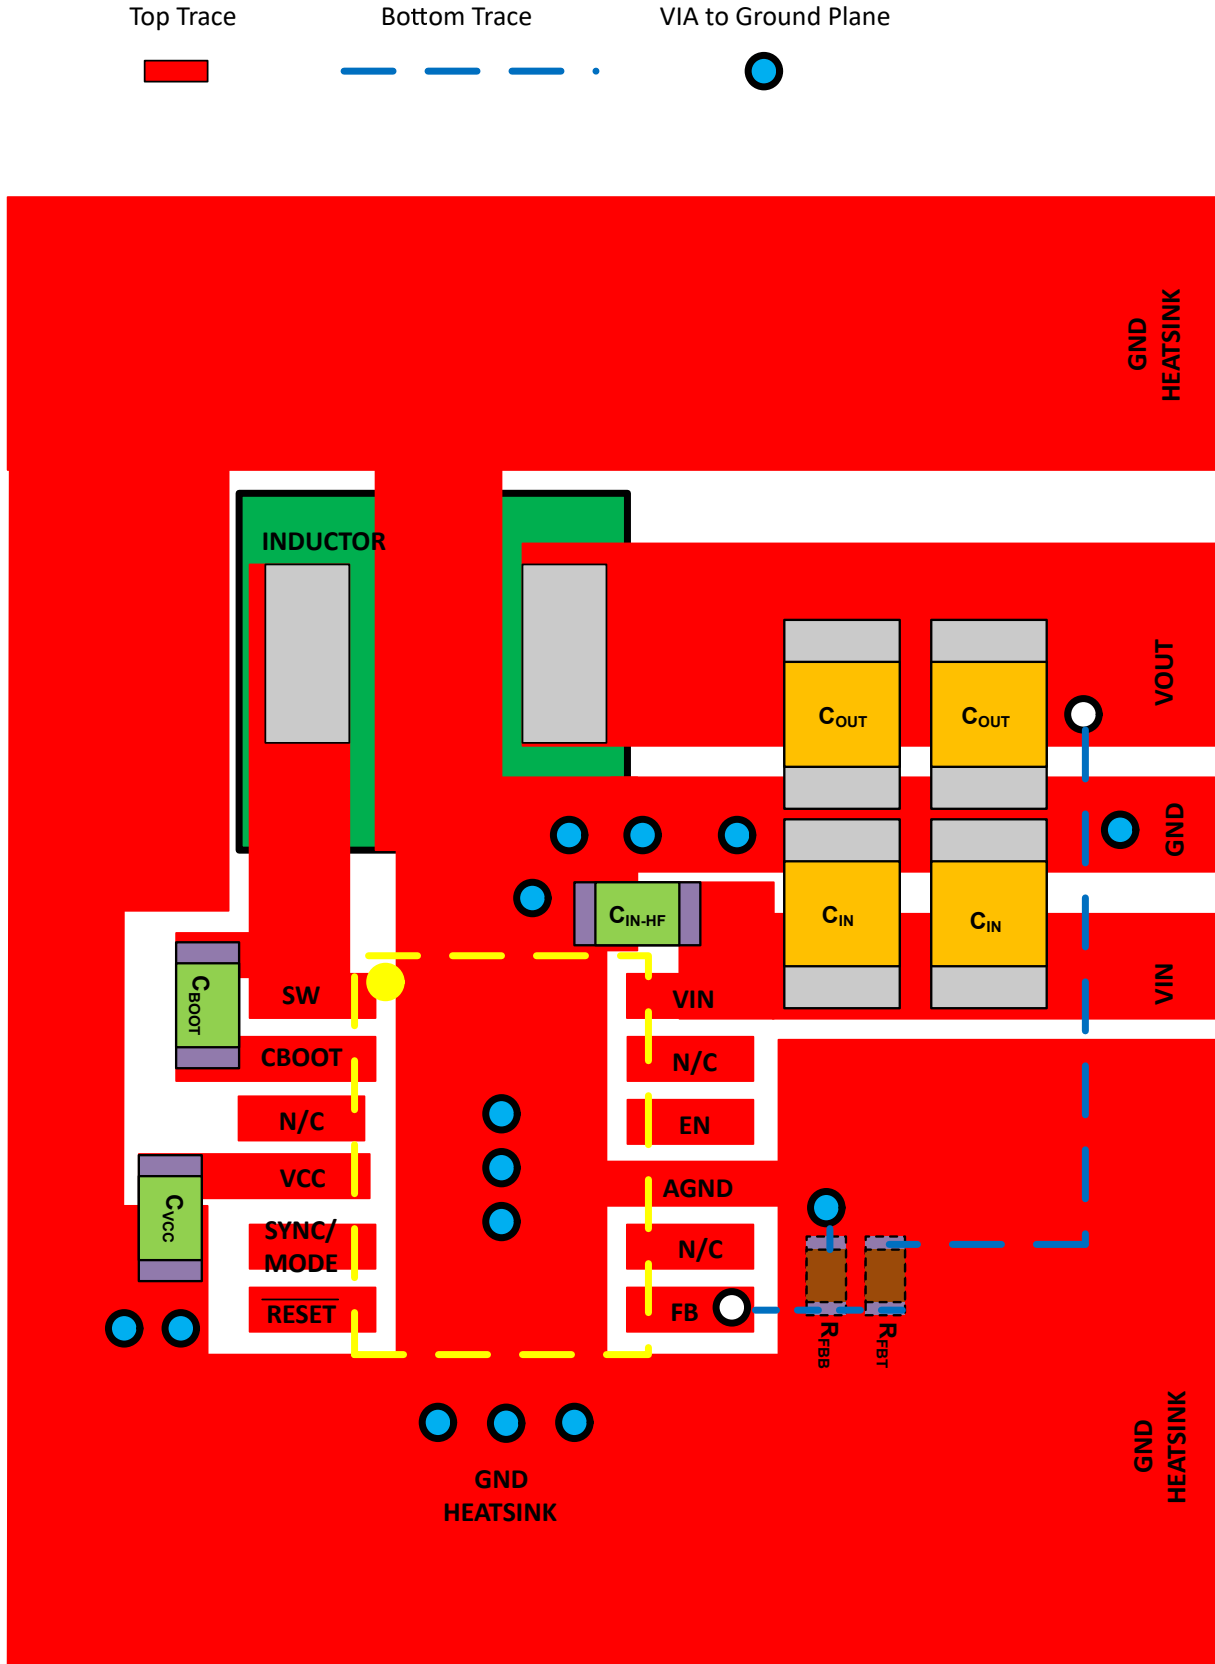 Top Trace
Bottom Trace
VIA to Ground Plane
GND
HEATSINK
INDUCTOR
VOUT
COUT
COUT
GND
CIN-HF
CIN
CIN
VIN
CBOOT
SW
VIN
CBOOT
N/C
N/C
EN
VCC
AGND
CVCC
SYNC/
MODE
N/C
RESET
FB
RFBB
RFBT
GND
HEATSINK
GND
HEATSINK